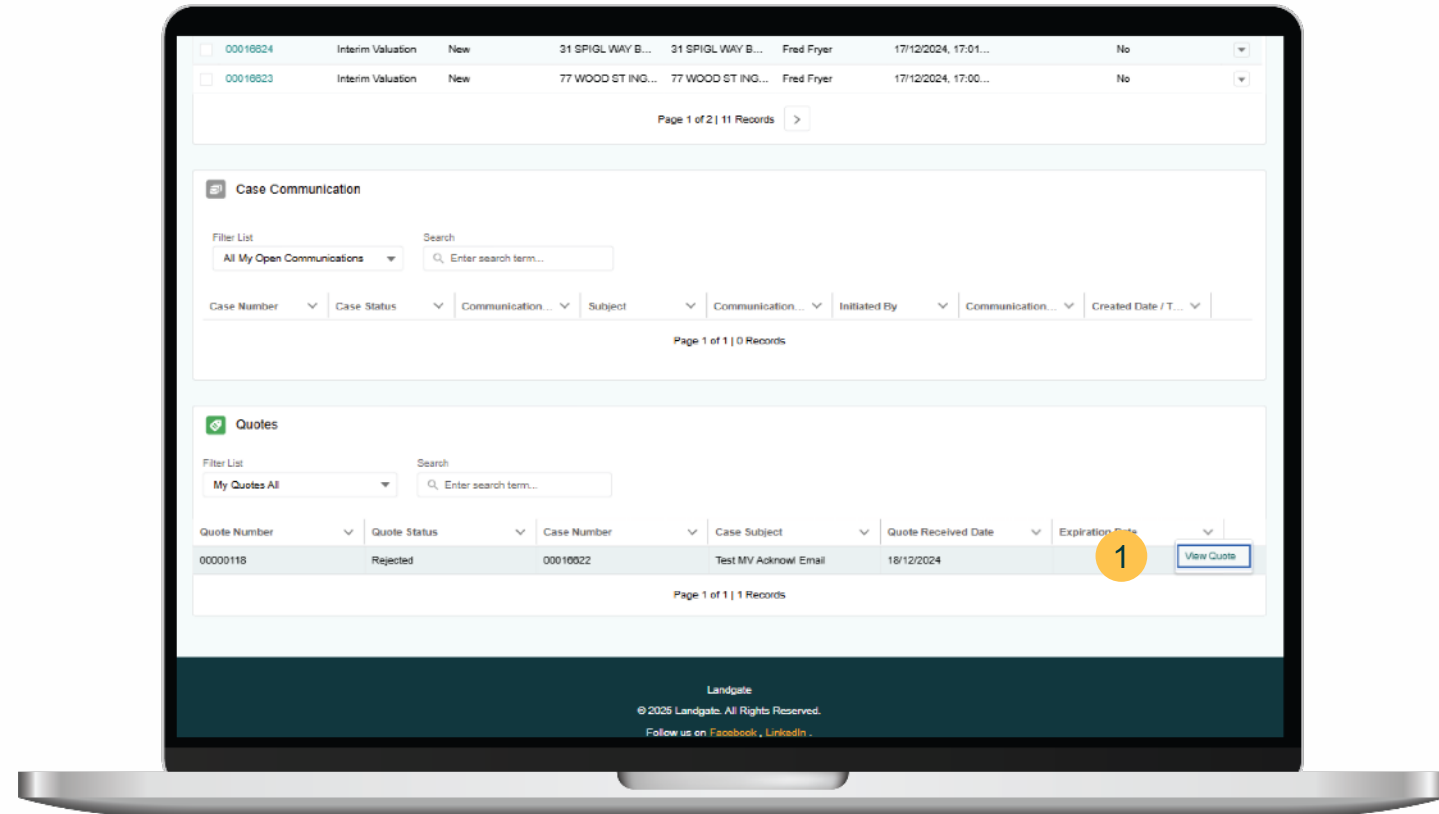 00016624 Interim Valuation New 31 SPIGL WAY B... 31 SPIGL WAY B... Fred Fryer 17/12/2024, 17:01... No
00016623 Interim Valuation New 77 WOOD ST ING... 77 WOOD ST ING... Fred Fryer 17/12/2024, 17:00... No
Page 1 of 2 | 11 Records >
Case Communication
Filter List Search
All My Open Communications Enter search term...
Case Number Case Status Communication... Subject Communication... Initiated By Communication... Created Date / T...
Page 1 of 1 | 0 Records
Quotes
Filter List Search
My Quotes All Enter search term...
Quote Number Quote Status Case Number Case Subject Quote Received Date Expiration Date
00000118 Rejected 00016622 Test MV Acknowl Email 18/12/2024 1 View Quote
Page 1 of 1 | 1 Records
Landgate
© 2025 Landgate. All Rights Reserved.
Follow us on Facebook , LinkedIn .